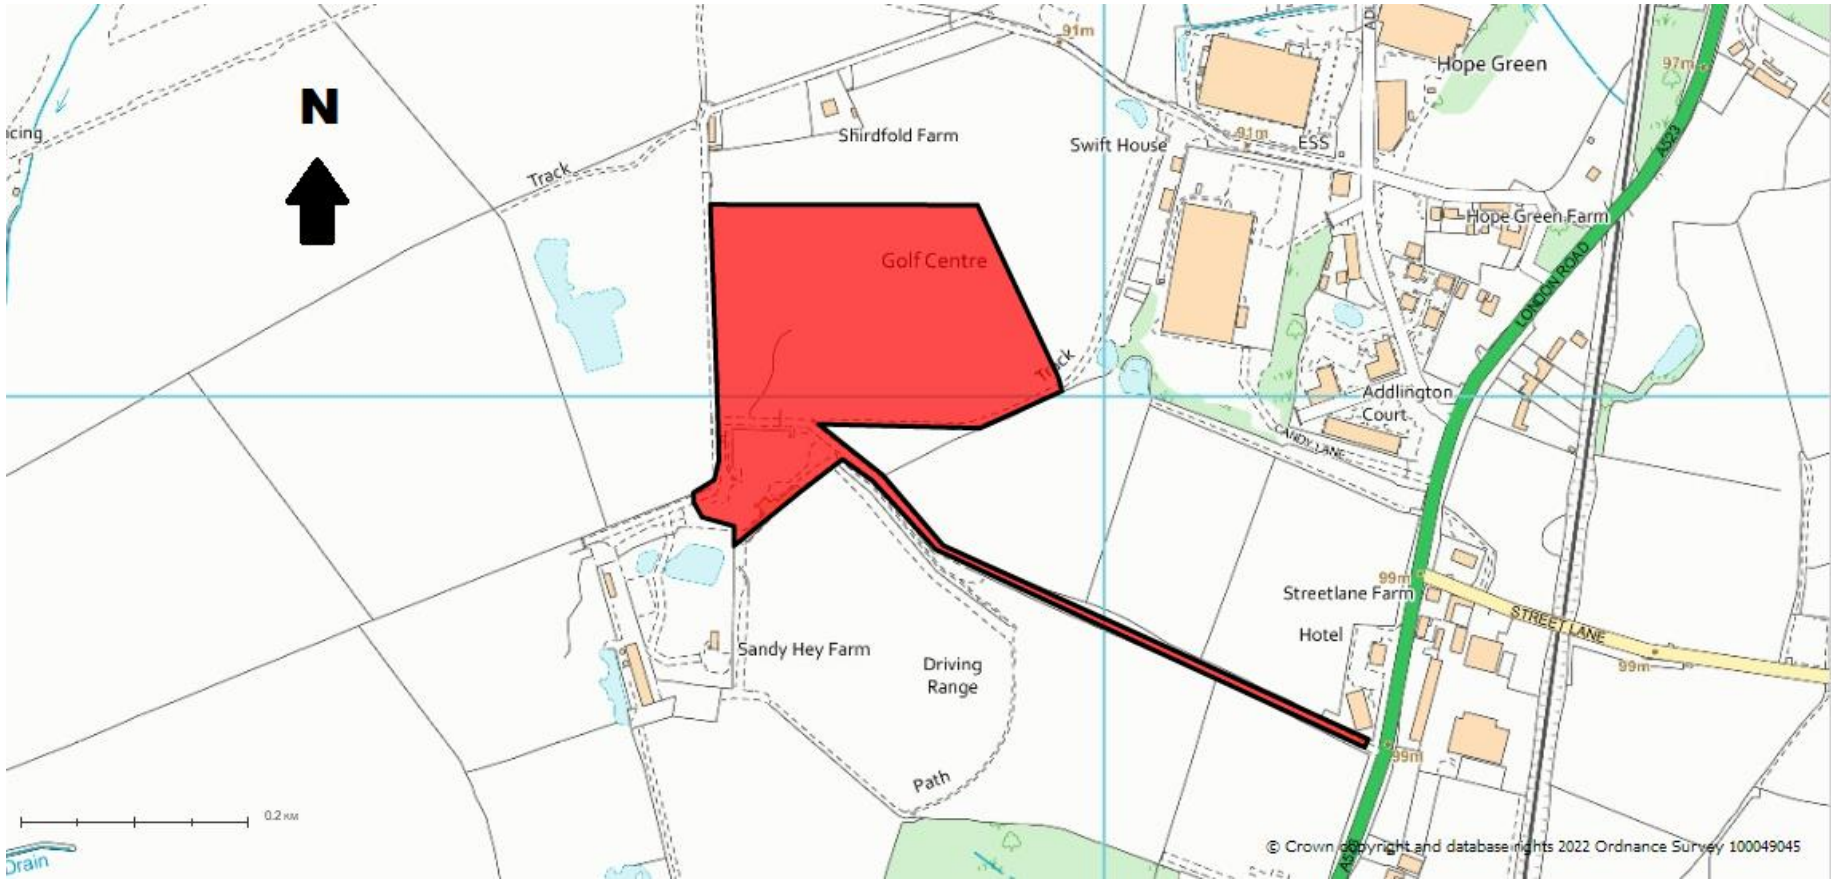 91m
Hope Green
97m
N
icing
Shirdfold Farm
91m
Swift House
ESS
A523
Track
Hope Green Farm
Golf Centre
LONDON ROAD
Track
Addlington
Court
CANDY LANE
99m
Streetlane Farm
STREET LANE
Hotel
99m
Sandy Hey Farm
Driving
Range
99m
Path
0.2 KM
© Crown copyright and database rights 2022 Ordnance Survey 100049045
Drain